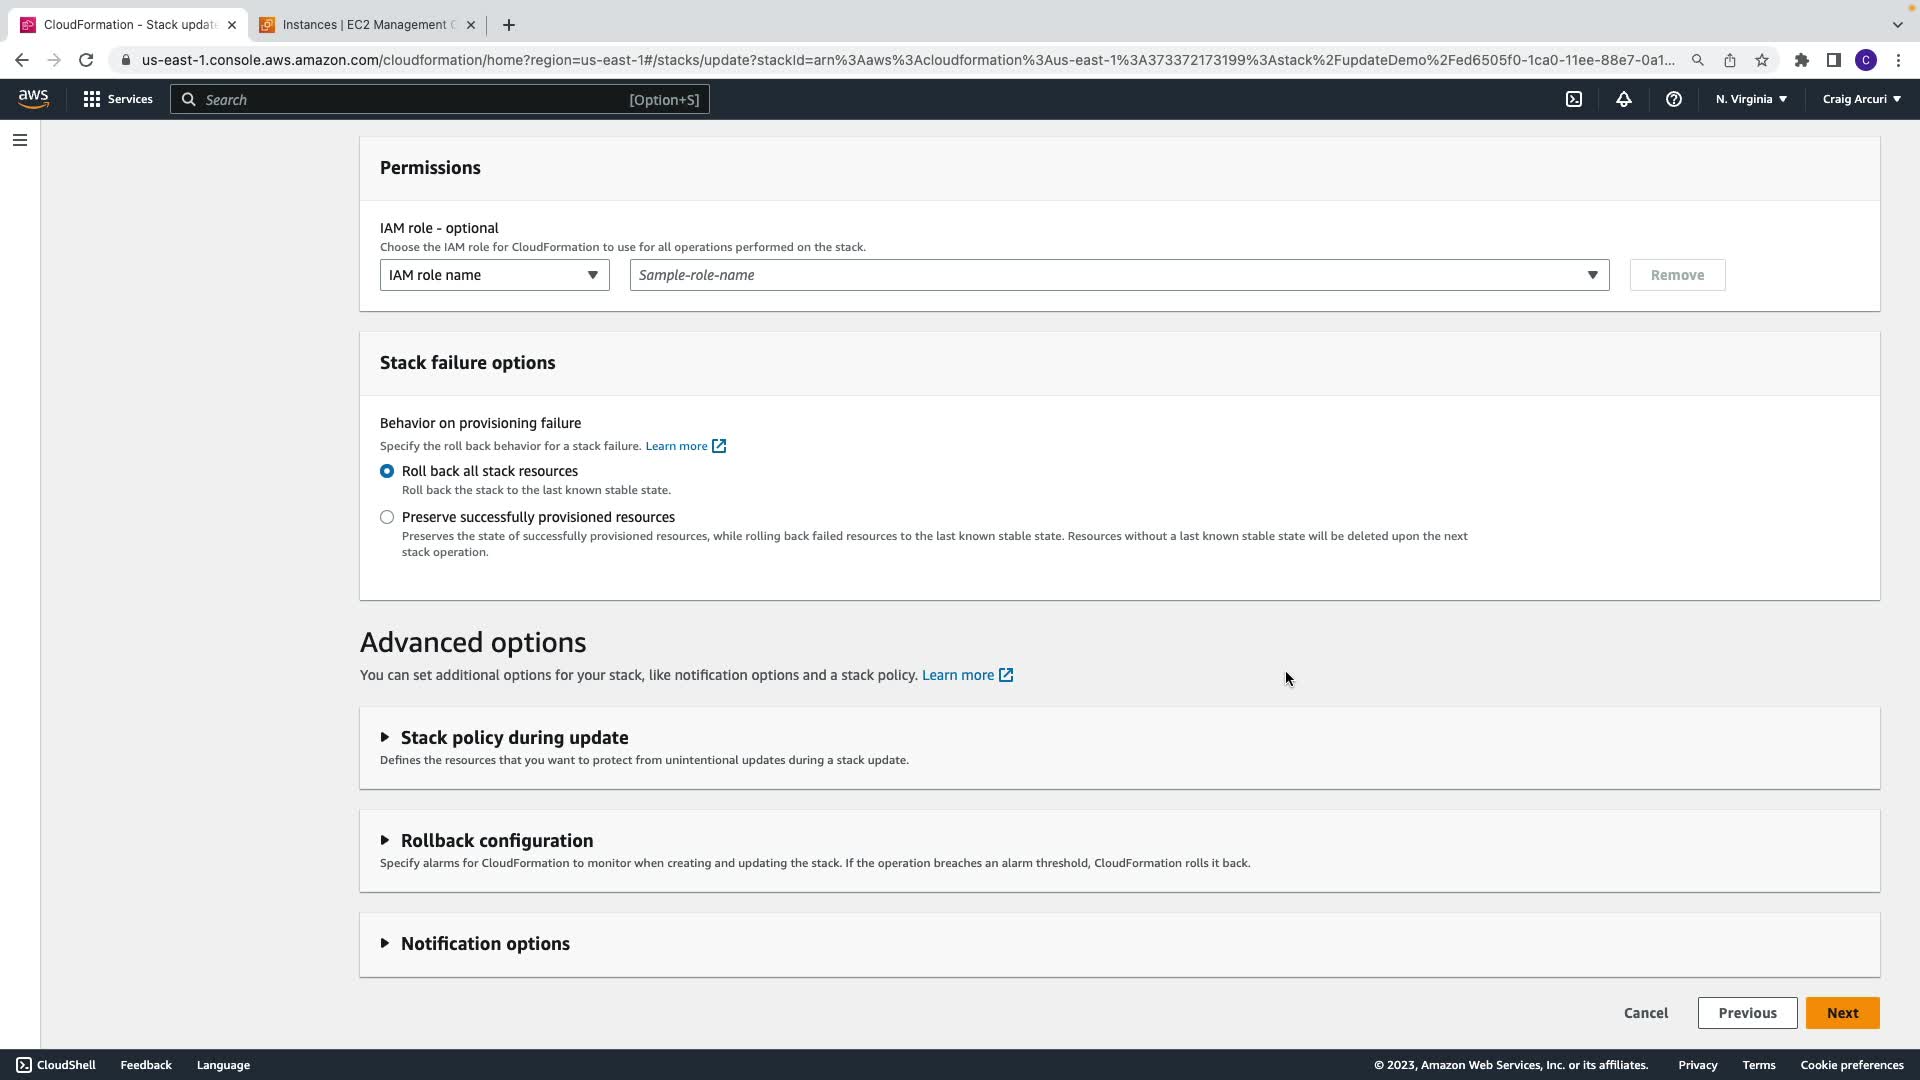 CloudFormation - Stack update
Instances | EC2 Management C
us-east-1.console.aws.amazon.com/cloudformation/home?region=us-east-1#/stacks/update?stackId=arn%3Aaws%3Acloudformation%3Aus-east-1%3A373372173199%3Astack%2FupdateDemo%2Fed6505f0-1ca0-11ee-88e7-0a1...
C
aws
Services
Search
[Option+S]
N. Virginia
Craig Arcuri
Permissions
IAM role - optional
Choose the IAM role for CloudFormation to use for all operations performed on the stack.
IAM role name
Sample-role-name
Remove
Stack failure options
Behavior on provisioning failure
Specify the roll back behavior for a stack failure. Learn more
Roll back all stack resources
Roll back the stack to the last known stable state.
Preserve successfully provisioned resources
Preserves the state of successfully provisioned resources, while rolling back failed resources to the last known stable state. Resources without a last known stable state will be deleted upon the next
stack operation.
Advanced options
You can set additional options for your stack, like notification options and a stack policy. Learn more
Stack policy during update
Defines the resources that you want to protect from unintentional updates during a stack update.
Rollback configuration
Specify alarms for CloudFormation to monitor when creating and updating the stack. If the operation breaches an alarm threshold, CloudFormation rolls it back.
Notification options
Cancel
Previous
Next
CloudShell
Feedback
Language
© 2023, Amazon Web Services, Inc. or its affiliates.
Privacy
Terms
Cookie preferences